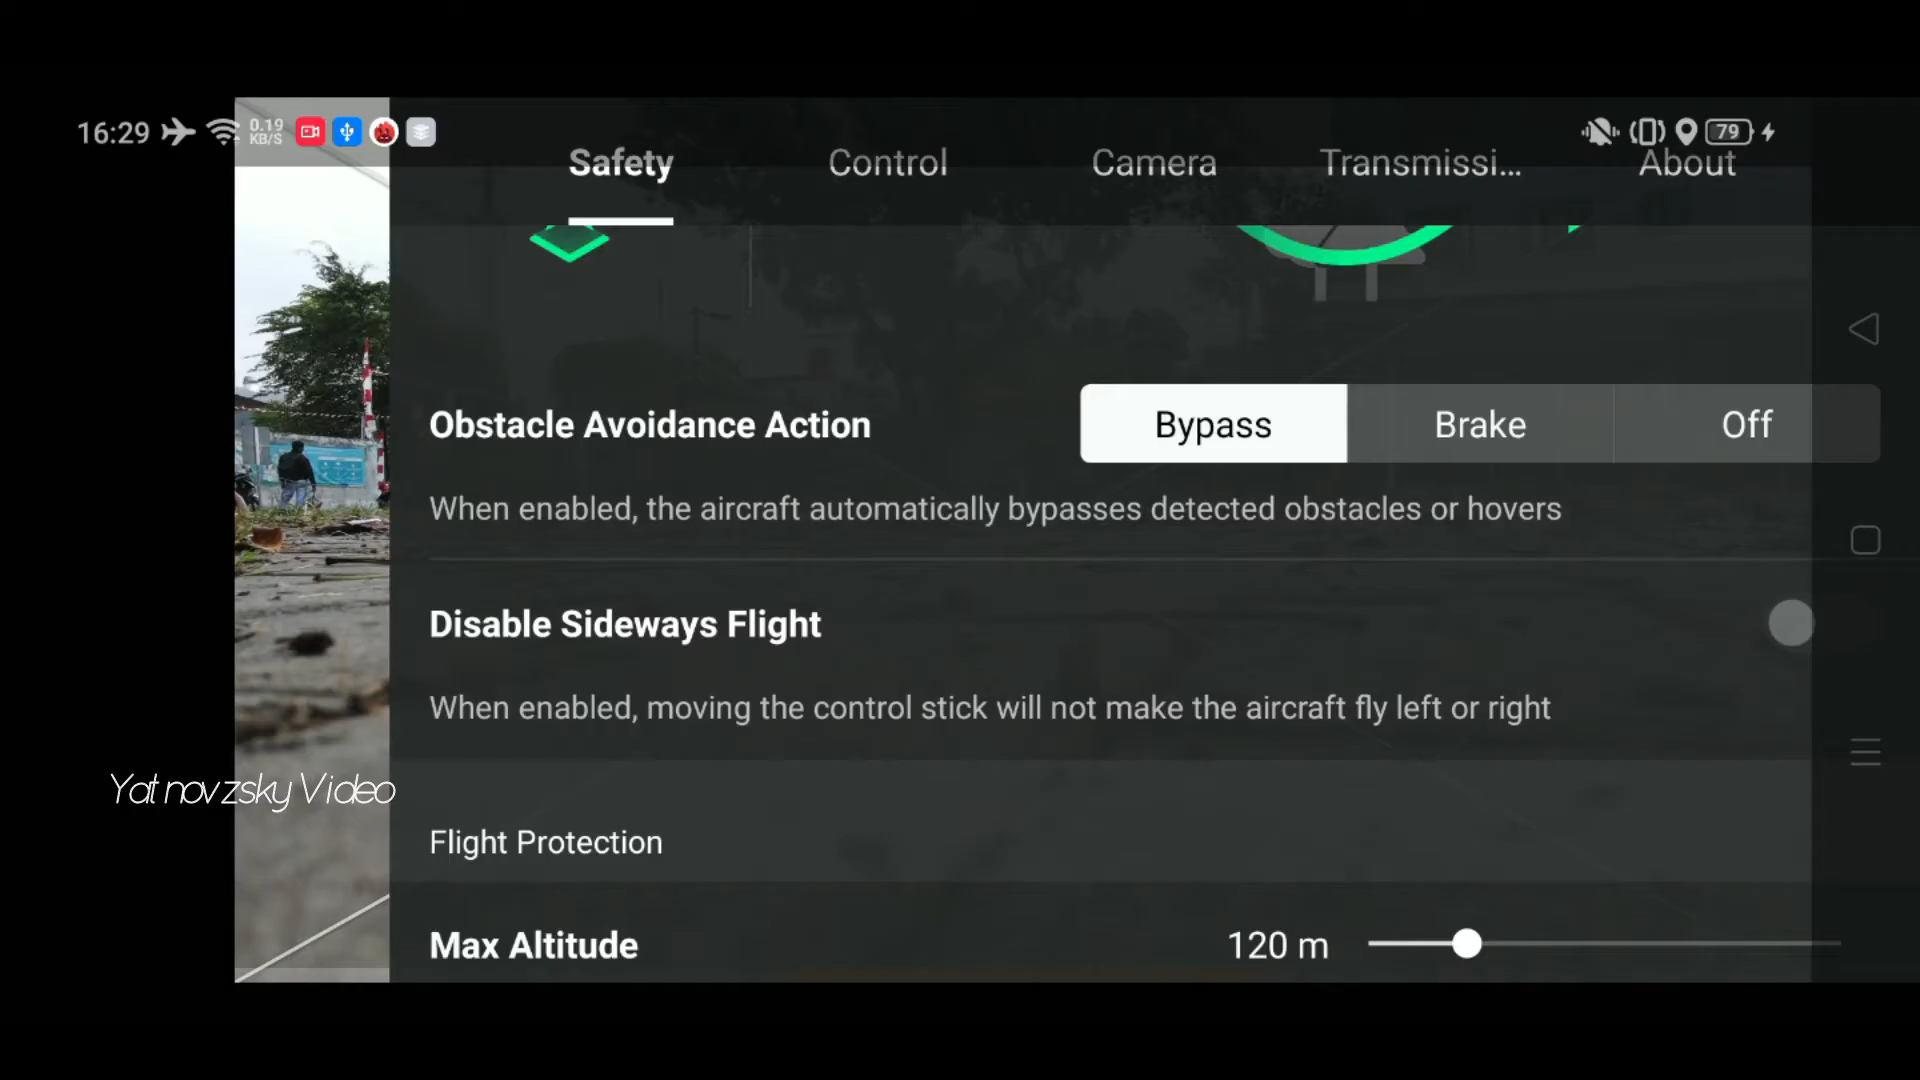 16:29 0.19 KB/S 79
Safety Control Camera Transmissi... About
Obstacle Avoidance Action Bypass Brake Off
When enabled, the aircraft automatically bypasses detected obstacles or hovers
Disable Sideways Flight
When enabled, moving the control stick will not make the aircraft fly left or right
Yat novzsky Video
Flight Protection
Max Altitude 120 m